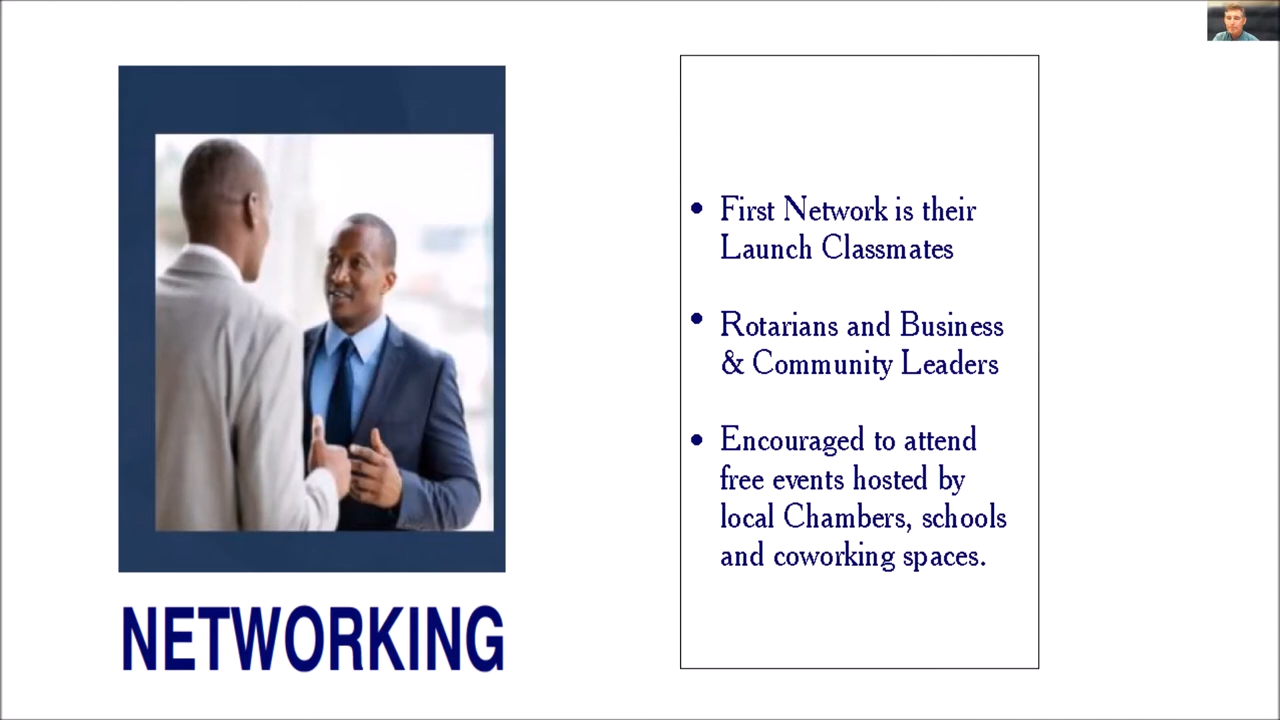 First Network is their
Launch Classmates
Rotarians and Business
& Community Leaders
Encouraged to attend
free events hosted by
local Chambers, schools
and coworking spaces.
NETWORKING